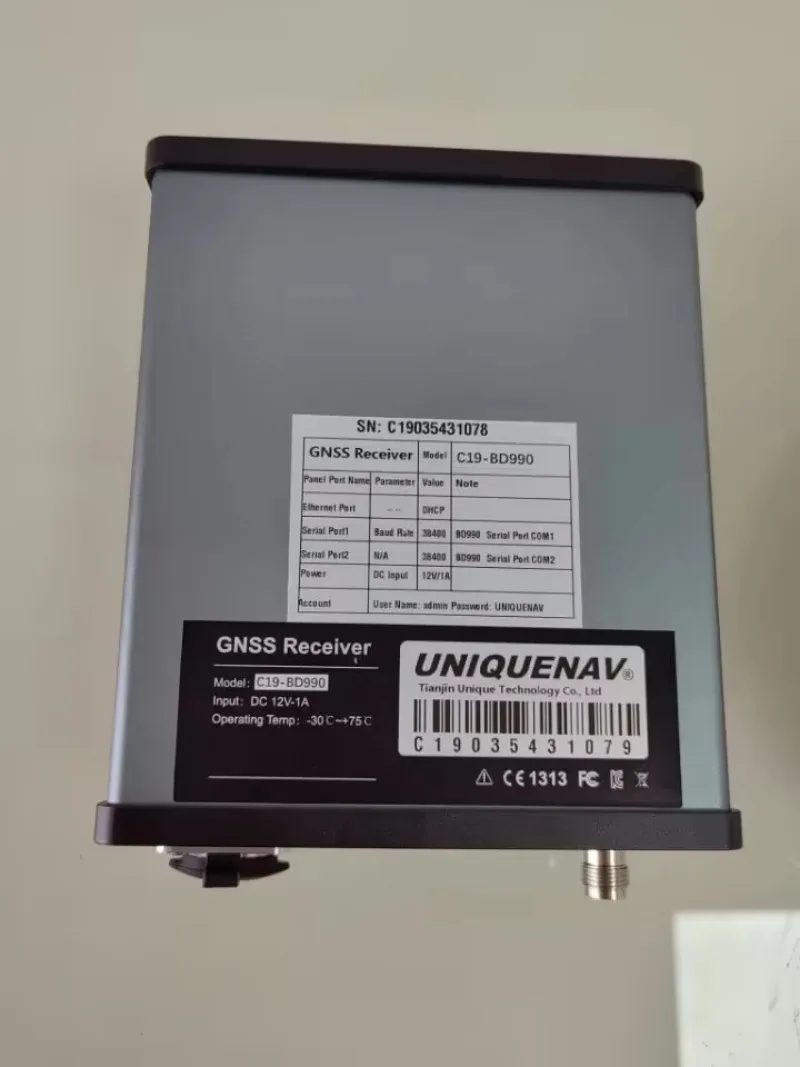 SN: C19035431078
GNSS Receiver Model C19-BD990
Panel Port Name Parameter Value Note
Ethernet Port -- DHCP
Serial Port1 Baud Rate 38400 BD990 Serial Port COM1
Serial Port2 N/A 38400 BD990 Serial Port COM2
Power DC Input 12V/1A
Account User Name: admin Password: UNIQUENAV
GNSS Receiver
Model: C19-BD990
Input: DC 12V-1A
Operating Temp: -30℃~+75℃
UNIQUENAV®
Tianjin Unique Technology Co., Ltd
C19035431079
CE1313 FC